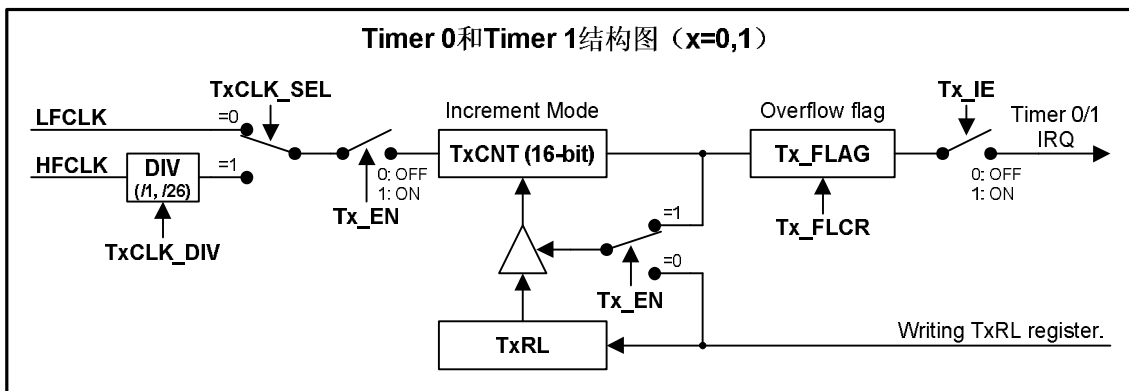 Timer 0和Timer 1结构图（x=0,1）
TxCLK_SEL
LFCLK
=0
HFCLK
DIV
(/1, /26)
=1
TxCLK_DIV
0: OFF
1: ON
Tx_EN
Increment Mode
TxCNT (16-bit)
Overflow flag
Tx_FLAG
Tx_FLCR
Tx_IE
Timer 0/1
IRQ
0: OFF
1: ON
=1
=0
Tx_EN
TxRL
Writing TxRL register.